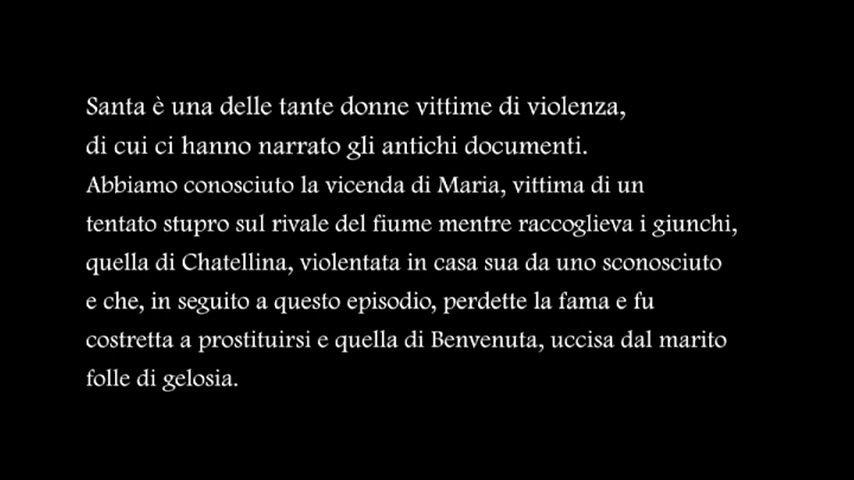 Santa è una delle tante donne vittime di violenza,
di cui ci hanno narrato gli antichi documenti.
Abbiamo conosciuto la vicenda di Maria, vittima di un
tentato stupro sul rivale del fiume mentre raccoglieva i giunchi,
quella di Chatellina, violentata in casa sua da uno sconosciuto
e che, in seguito a questo episodio, perdette la fama e fu
costretta a prostituirsi e quella di Benvenuta, uccisa dal marito
folle di gelosia.